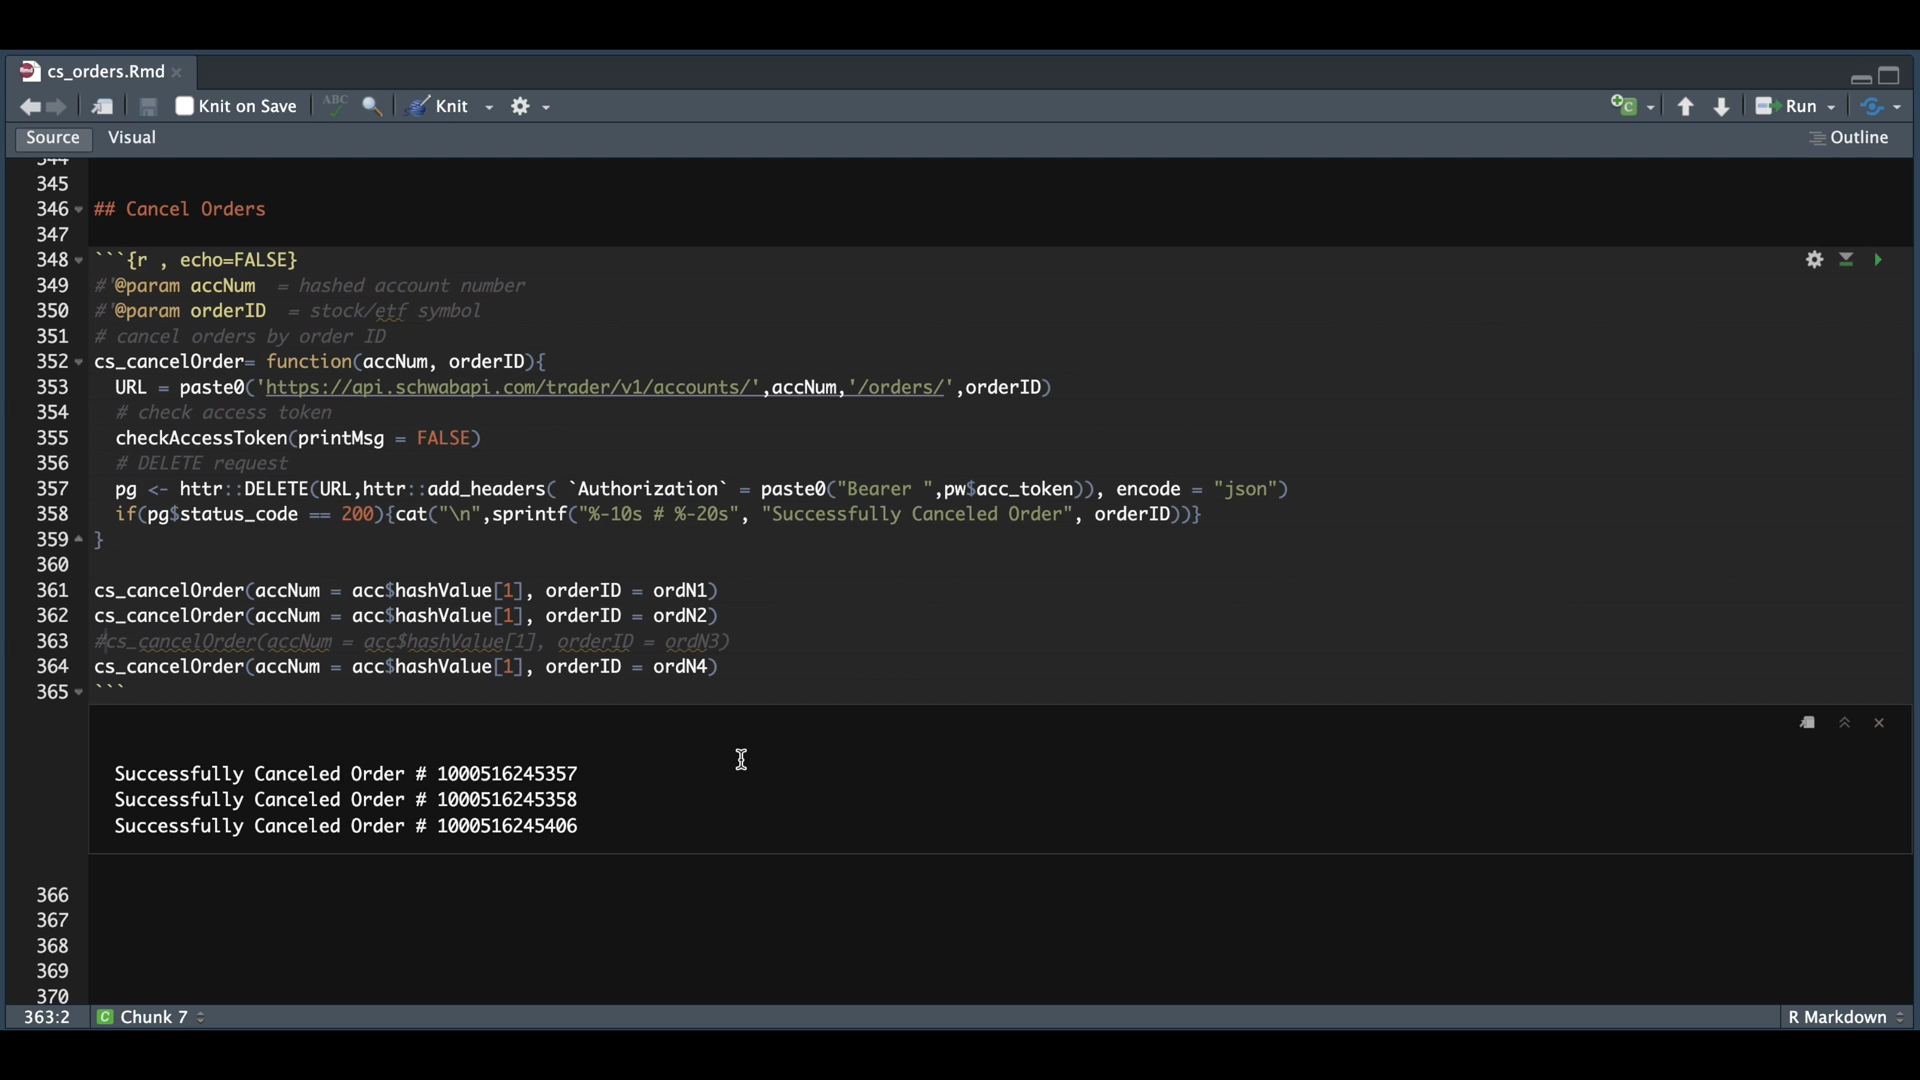 cs_orders.Rmd
Knit on Save ABC Knit Run
Source Visual Outline
344
345
346 ## Cancel Orders
347
348 ```{r , echo=FALSE}
349 #'@param accNum  = hashed account number
350 #'@param orderID  = stock/etf symbol
351 # cancel orders by order ID
352 cs_cancelOrder= function(accNum, orderID){
353   URL = paste0('https://api.schwabapi.com/trader/v1/accounts/',accNum,'/orders/',orderID)
354   # check access token
355   checkAccessToken(printMsg = FALSE)
356   # DELETE request
357   pg <- httr::DELETE(URL,httr::add_headers( `Authorization` = paste0("Bearer ",pw$acc_token)), encode = "json")
358   if(pg$status_code == 200){cat("\n",sprintf("%-10s # %-20s", "Successfully Canceled Order", orderID))}
359 }
360
361 cs_cancelOrder(accNum = acc$hashValue[1], orderID = ordN1)
362 cs_cancelOrder(accNum = acc$hashValue[1], orderID = ordN2)
363 #cs_cancelOrder(accNum = acc$hashValue[1], orderID = ordN3)
364 cs_cancelOrder(accNum = acc$hashValue[1], orderID = ordN4)
365 ```
Successfully Canceled Order # 1000516245357
Successfully Canceled Order # 1000516245358
Successfully Canceled Order # 1000516245406
366
367
368
369
370
363:2 C Chunk 7 R Markdown